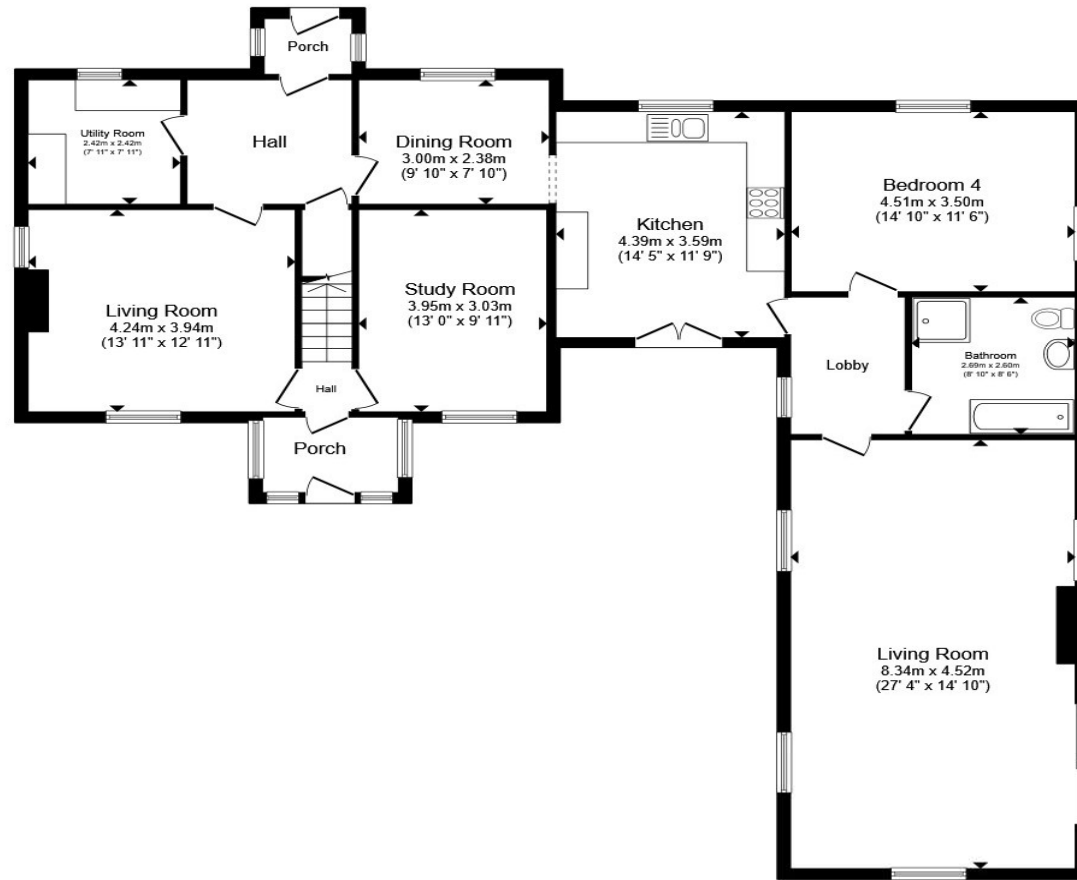 Porch
Utility Room
2.42m x 2.42m
(7' 11" x 7' 11")
Hall
Dining Room
3.00m x 2.38m
(9' 10" x 7' 10")
Kitchen
4.39m x 3.59m
(14' 5" x 11' 9")
Bedroom 4
4.51m x 3.50m
(14' 10" x 11' 6")
Living Room
4.24m x 3.94m
(13' 11" x 12' 11")
Study Room
3.95m x 3.03m
(13' 0" x 9' 11")
Hall
Porch
Lobby
Bathroom
2.69m x 2.60m
(8' 10" x 8' 6")
Living Room
8.34m x 4.52m
(27' 4" x 14' 10")